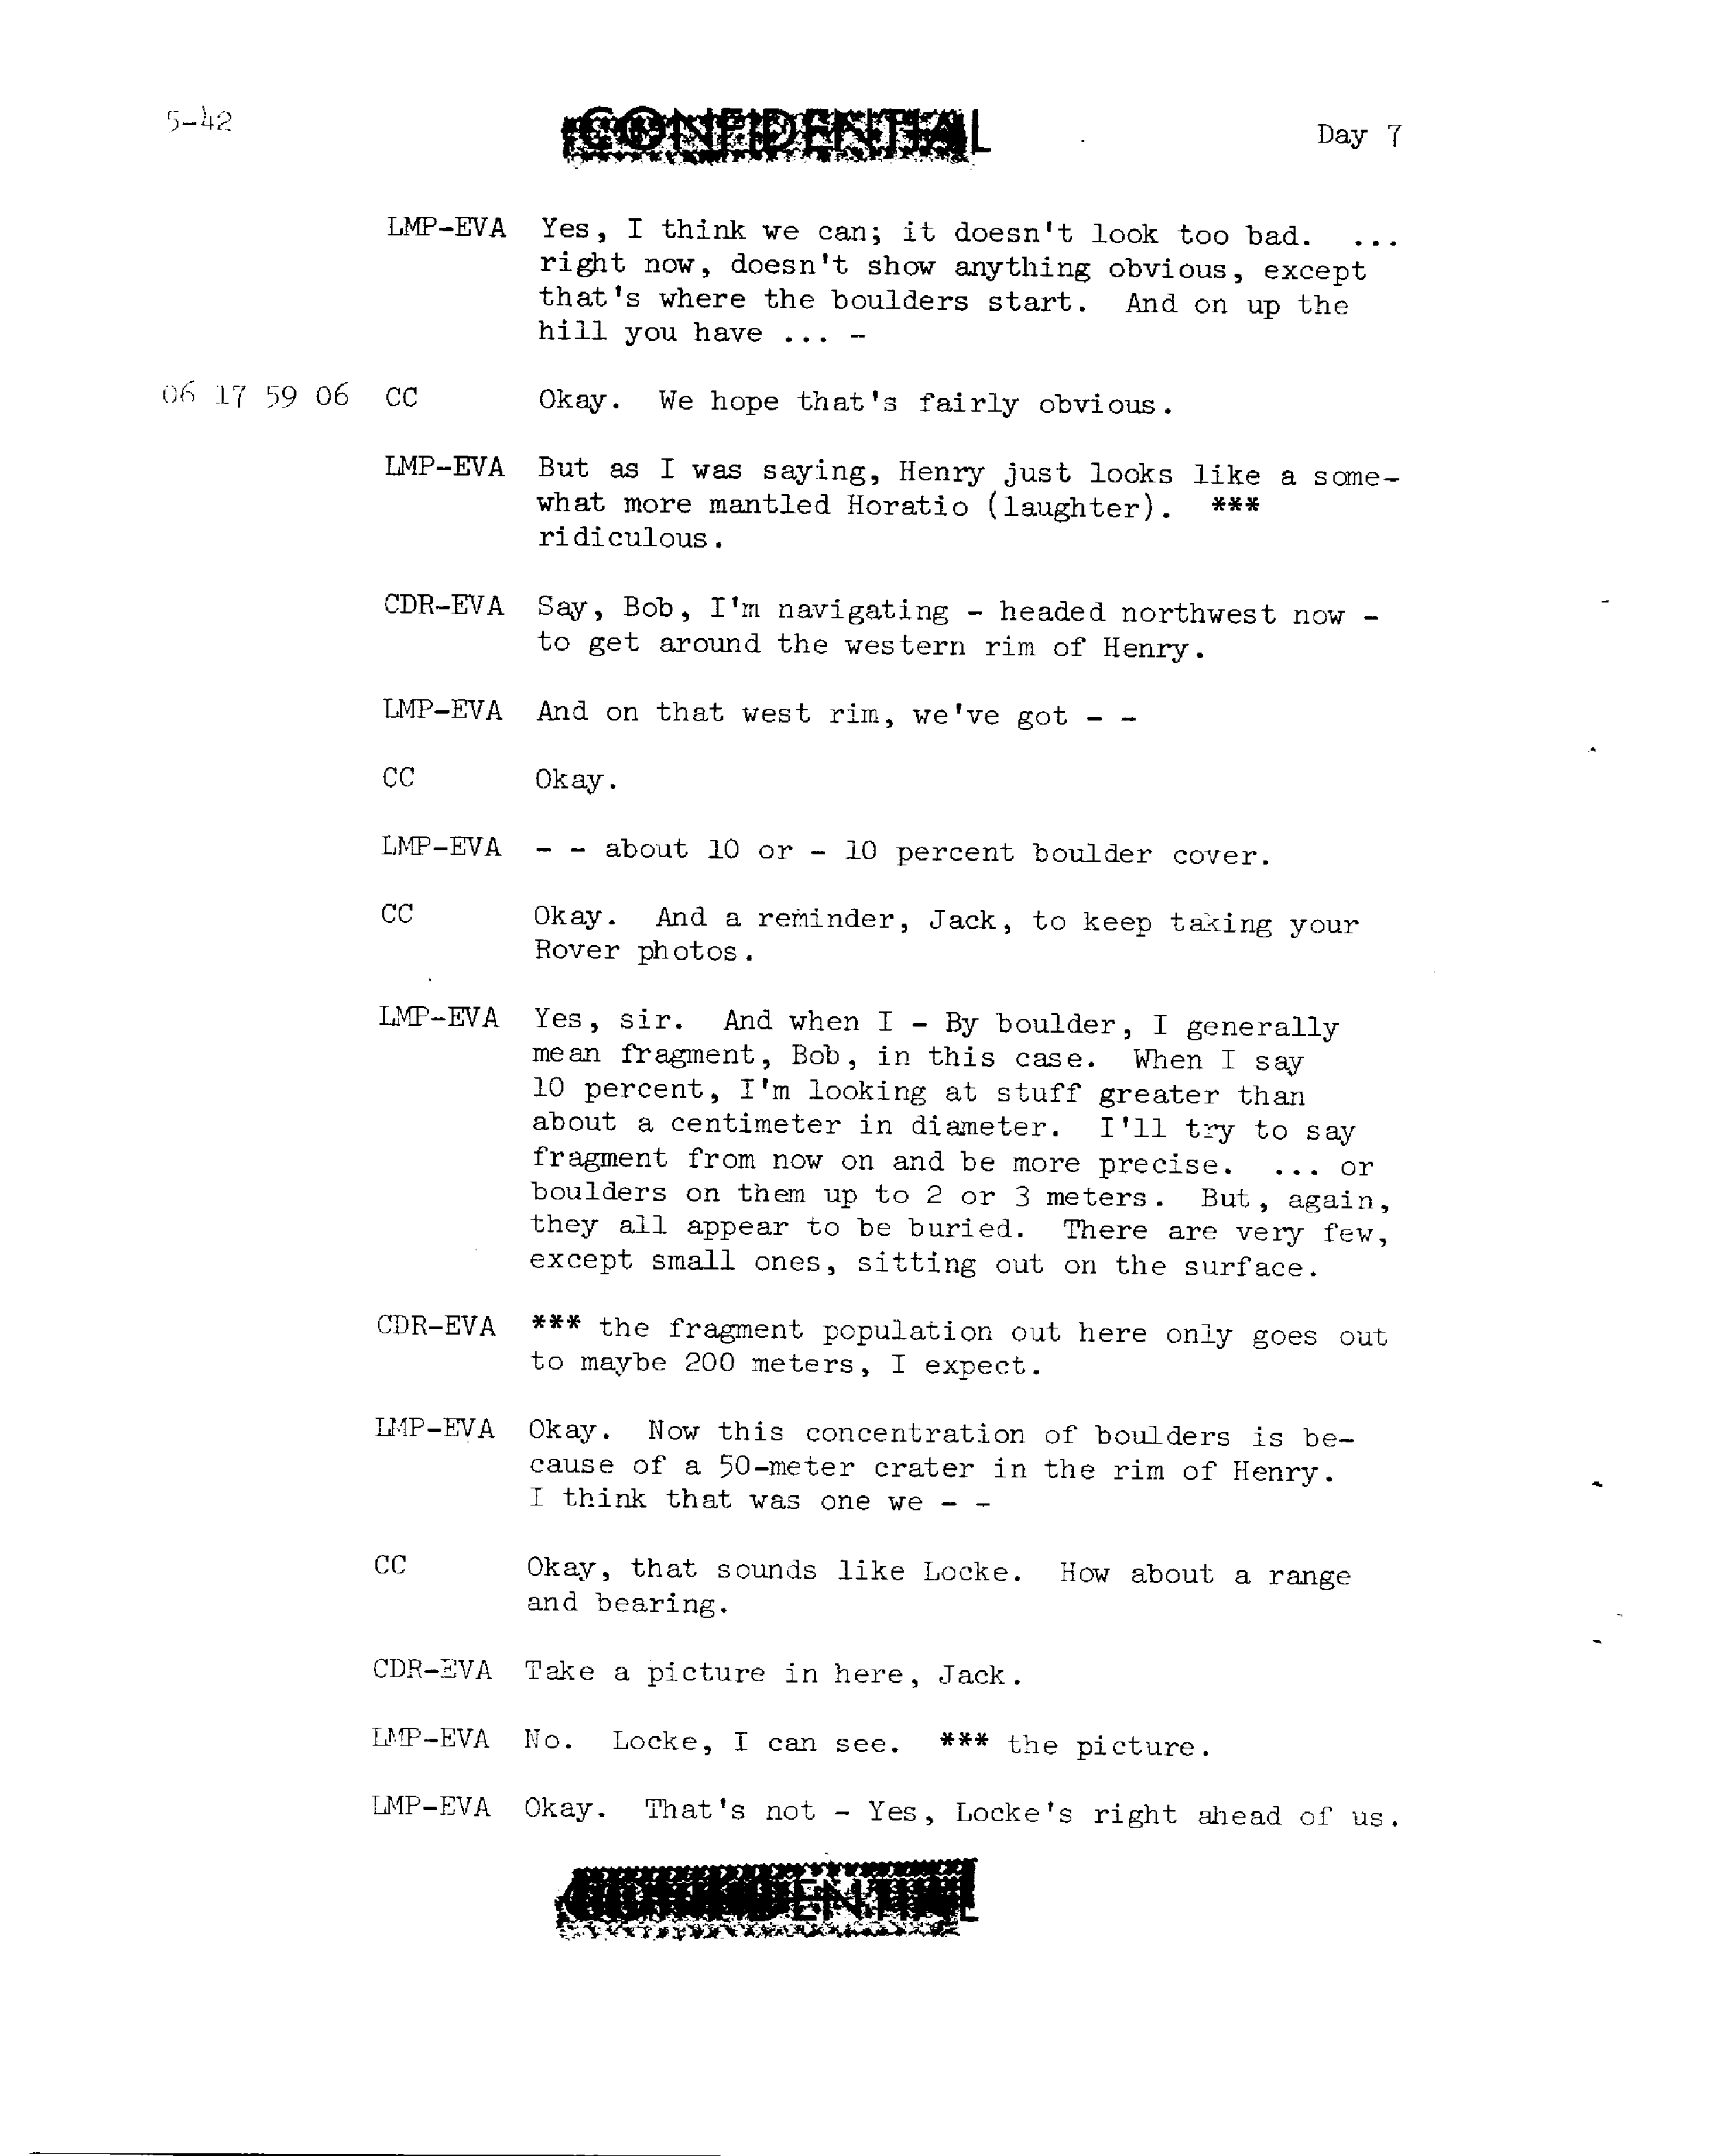 5-42
CONFIDENTIAL
Day 7
LMP-EVA Yes, I think we can; it doesn't look too bad. ...
right now, doesn't show anything obvious, except
that's where the boulders start. And on up the
hill you have ... -
06 17 59 06 CC Okay. We hope that's fairly obvious.
LMP-EVA But as I was saying, Henry just looks like a some-
what more mantled Horatio (laughter). ***
ridiculous.
CDR-EVA Say, Bob, I'm navigating - headed northwest now -
to get around the western rim of Henry.
LMP-EVA And on that west rim, we've got - -
CC Okay.
LMP-EVA - - about 10 or - 10 percent boulder cover.
CC Okay. And a reminder, Jack, to keep taking your
Rover photos.
LMP-EVA Yes, sir. And when I - By boulder, I generally
mean fragment, Bob, in this case. When I say
10 percent, I'm looking at stuff greater than
about a centimeter in diameter. I'll try to say
fragment from now on and be more precise. ... or
boulders on them up to 2 or 3 meters. But, again,
they all appear to be buried. There are very few,
except small ones, sitting out on the surface.
CDR-EVA *** the fragment population out here only goes out
to maybe 200 meters, I expect.
LMP-EVA Okay. Now this concentration of boulders is be-
cause of a 50-meter crater in the rim of Henry.
I think that was one we - -
CC Okay, that sounds like Locke. How about a range
and bearing.
CDR-EVA Take a picture in here, Jack.
LMP-EVA No. Locke, I can see. *** the picture.
LMP-EVA Okay. That's not - Yes, Locke's right ahead of us.
CONFIDENTIAL